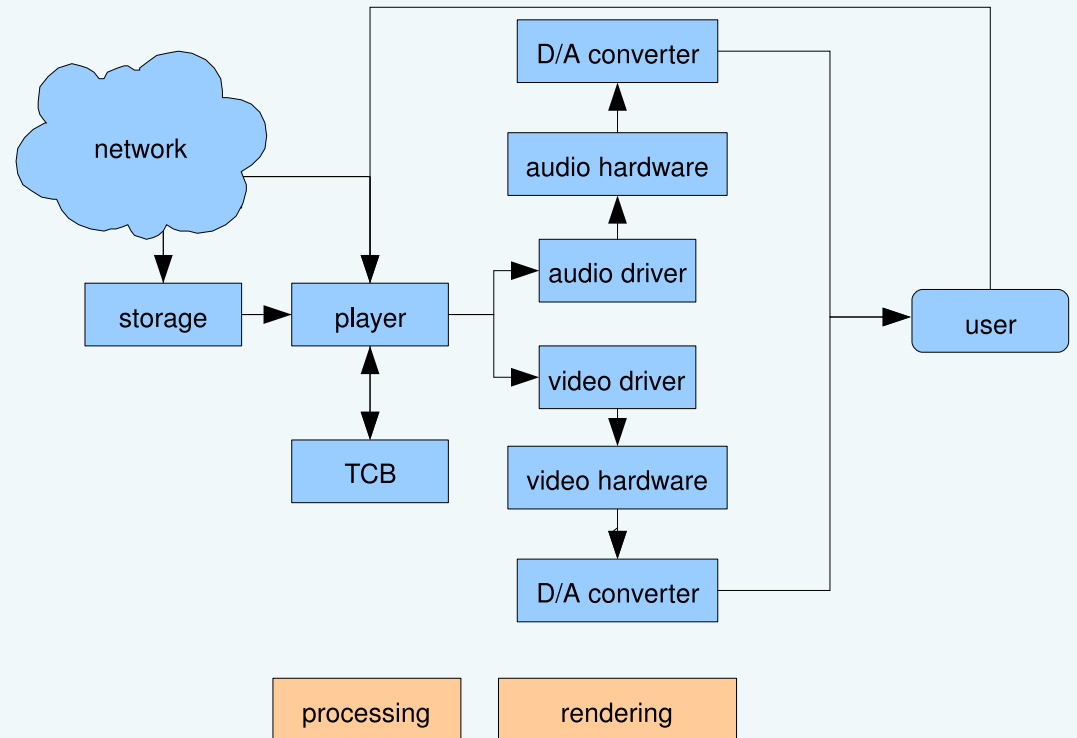 D/A converter
network
audio hardware
audio driver
storage
player
user
video driver
TCB
video hardware
D/A converter
processing
rendering